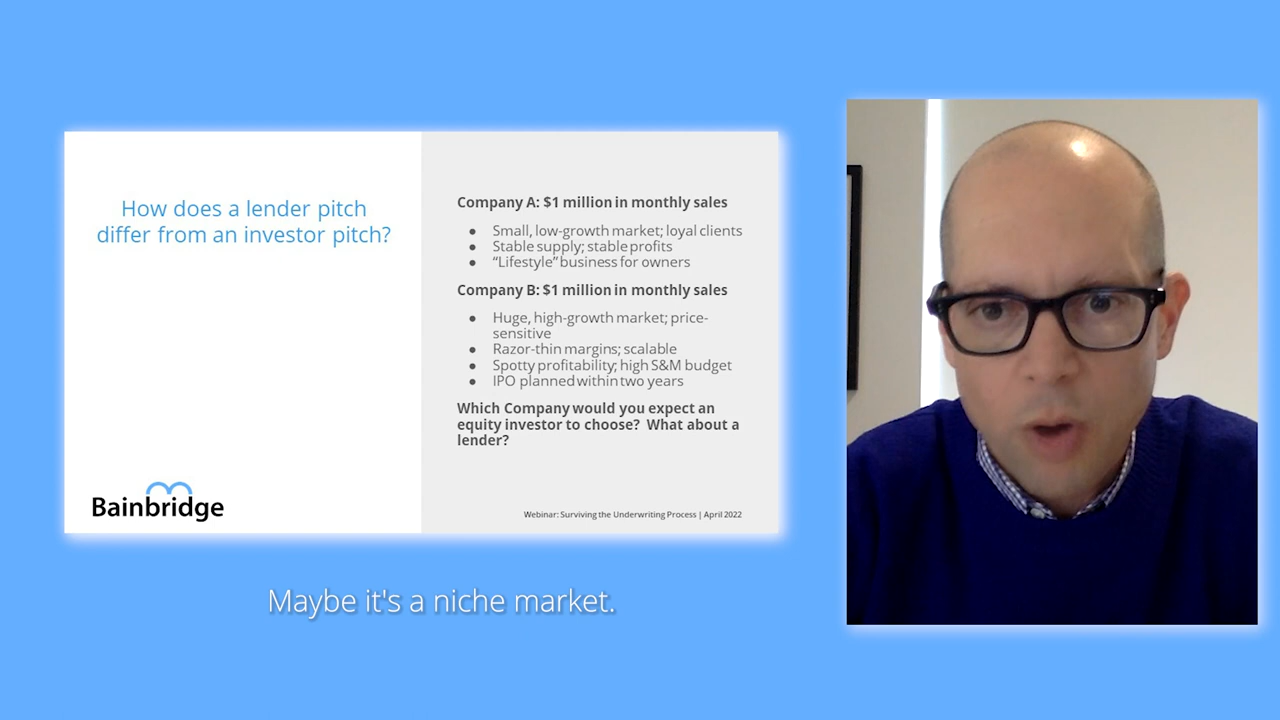 How does a lender pitch
differ from an investor pitch?
Company A: $1 million in monthly sales
● Small, low-growth market; loyal clients
● Stable supply; stable profits
● “Lifestyle” business for owners
Company B: $1 million in monthly sales
● Huge, high-growth market; price-
sensitive
● Razor-thin margins; scalable
● Spotty profitability; high S&M budget
● IPO planned within two years
Which Company would you expect an
equity investor to choose? What about a
lender?
Bainbridge
Webinar: Surviving the Underwriting Process | April 2022
Maybe it's a niche market.